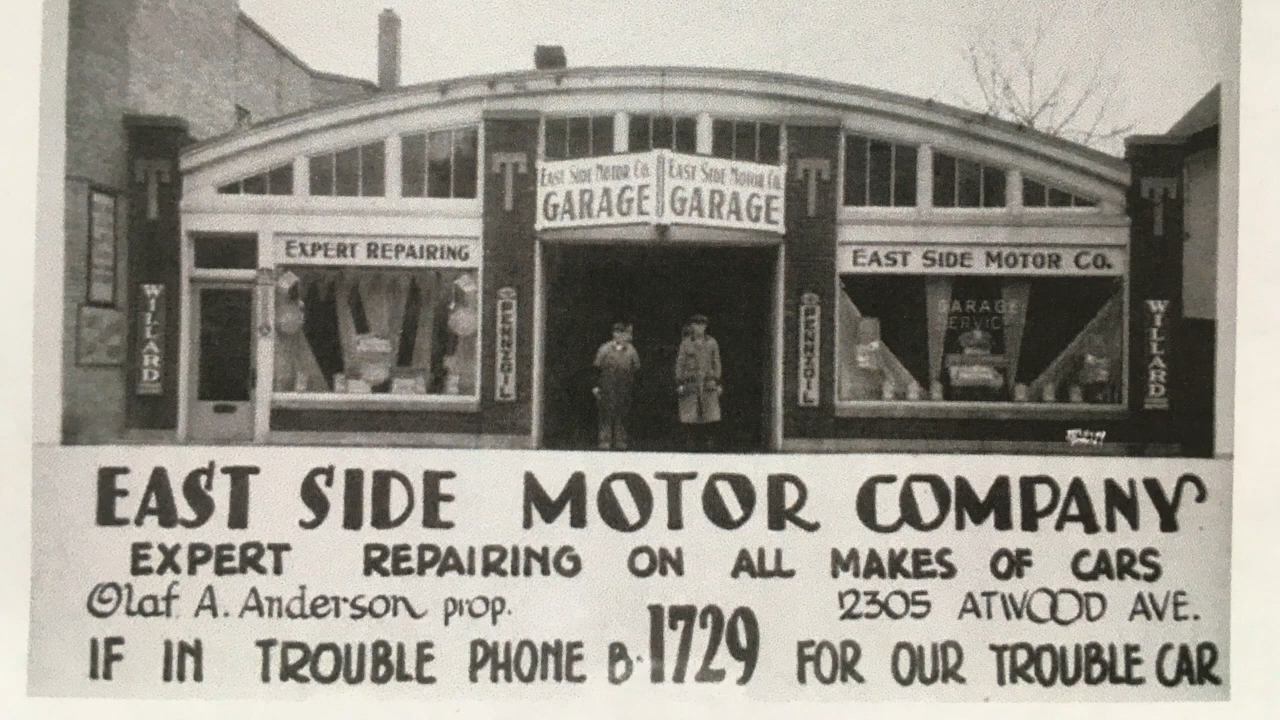 EAST SIDE MOTOR CO. GARAGE
EAST SIDE MOTOR CO. GARAGE
EXPERT REPAIRING
EAST SIDE MOTOR CO.
WILLARD
PENNZOIL
PENNZOIL
WILLARD
GARAGE
SERVICE
EAST SIDE MOTOR COMPANY
EXPERT REPAIRING ON ALL MAKES OF CARS
Olaf A. Anderson prop. 2305 ATWOOD AVE.
IF IN TROUBLE PHONE B-1729 FOR OUR TROUBLE CAR